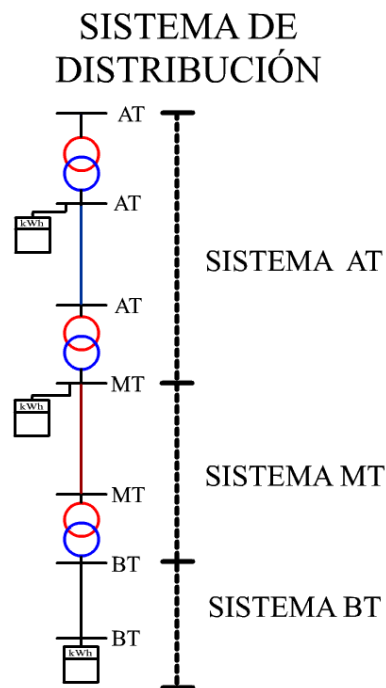 SISTEMA DE
DISTRIBUCIÓN
AT
AT
kWh
SISTEMA AT
AT
MT
kWh
SISTEMA MT
MT
BT
SISTEMA BT
BT
kWh